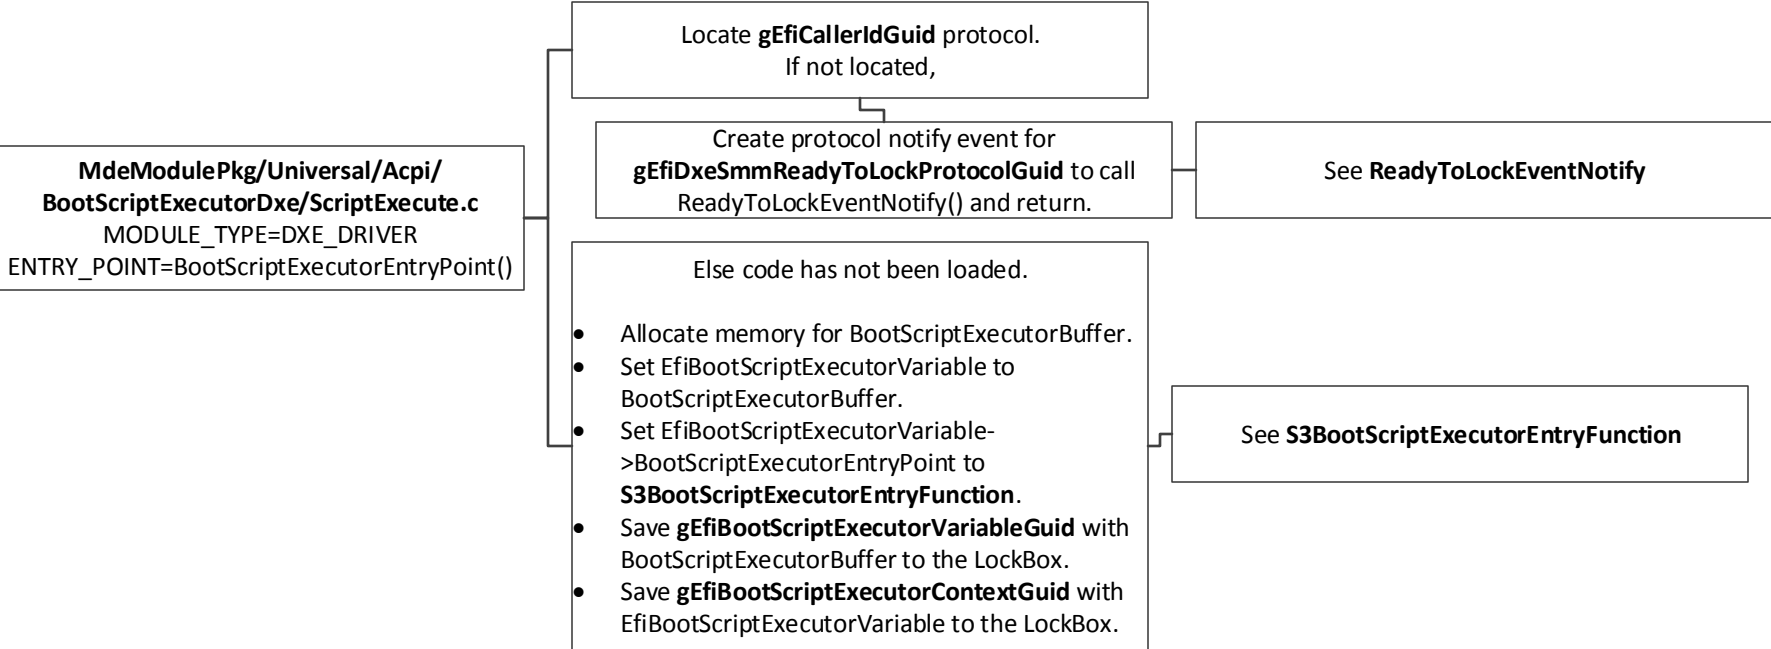 MdeModulePkg/Universal/Acpi/
BootScriptExecutorDxe/ScriptExecute.c
MODULE_TYPE=DXE_DRIVER
ENTRY_POINT=BootScriptExecutorEntryPoint()
Locate gEfiCallerIdGuid protocol.
If not located,
Create protocol notify event for
gEfiDxeSmmReadyToLockProtocolGuid to call
ReadyToLockEventNotify() and return.
See ReadyToLockEventNotify
Else code has not been loaded.
• Allocate memory for BootScriptExecutorBuffer.
• Set EfiBootScriptExecutorVariable to
BootScriptExecutorBuffer.
• Set EfiBootScriptExecutorVariable-
>BootScriptExecutorEntryPoint to
S3BootScriptExecutorEntryFunction.
• Save gEfiBootScriptExecutorVariableGuid with
BootScriptExecutorBuffer to the LockBox.
• Save gEfiBootScriptExecutorContextGuid with
EfiBootScriptExecutorVariable to the LockBox.
See S3BootScriptExecutorEntryFunction